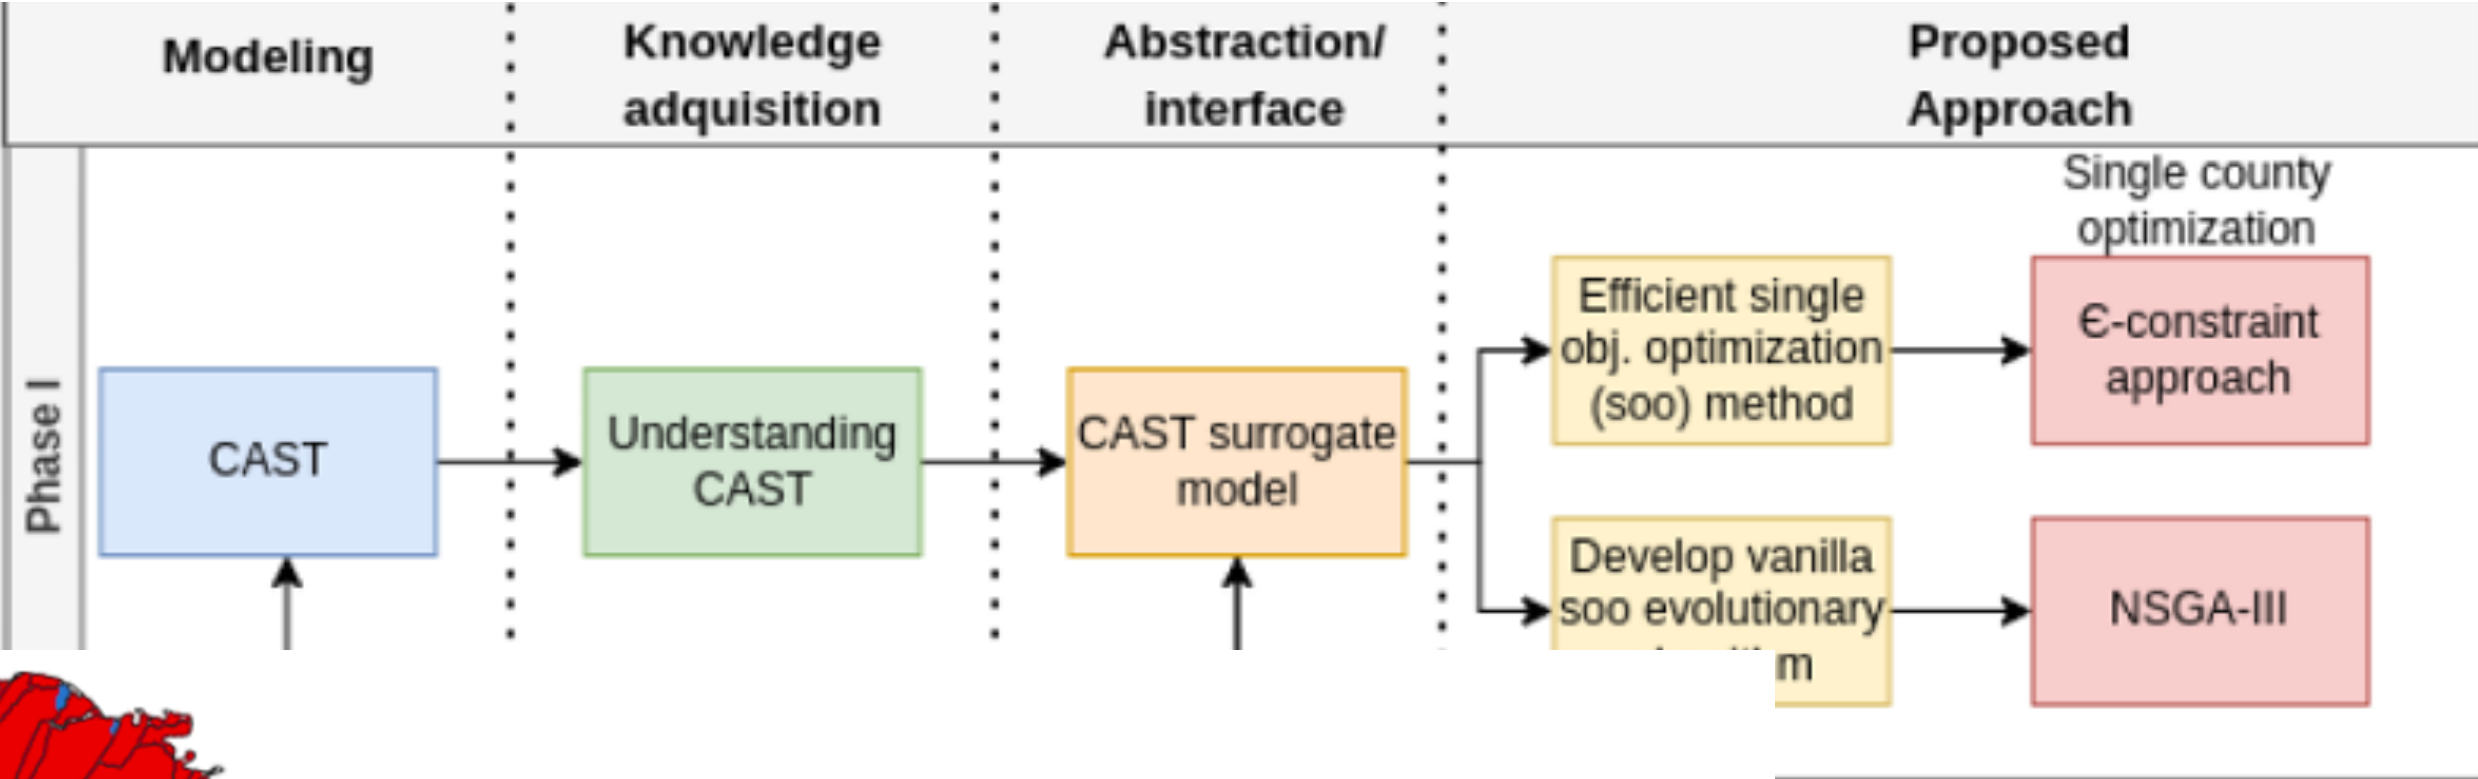 Modeling
Knowledge
adquisition
Abstraction/
interface
Proposed
Approach
Phase I
CAST
Understanding
CAST
CAST surrogate
model
Single county
optimization
Efficient single
obj. optimization
(soo) method
Є-constraint
approach
Develop vanilla
soo evolutionary
NSGA-III